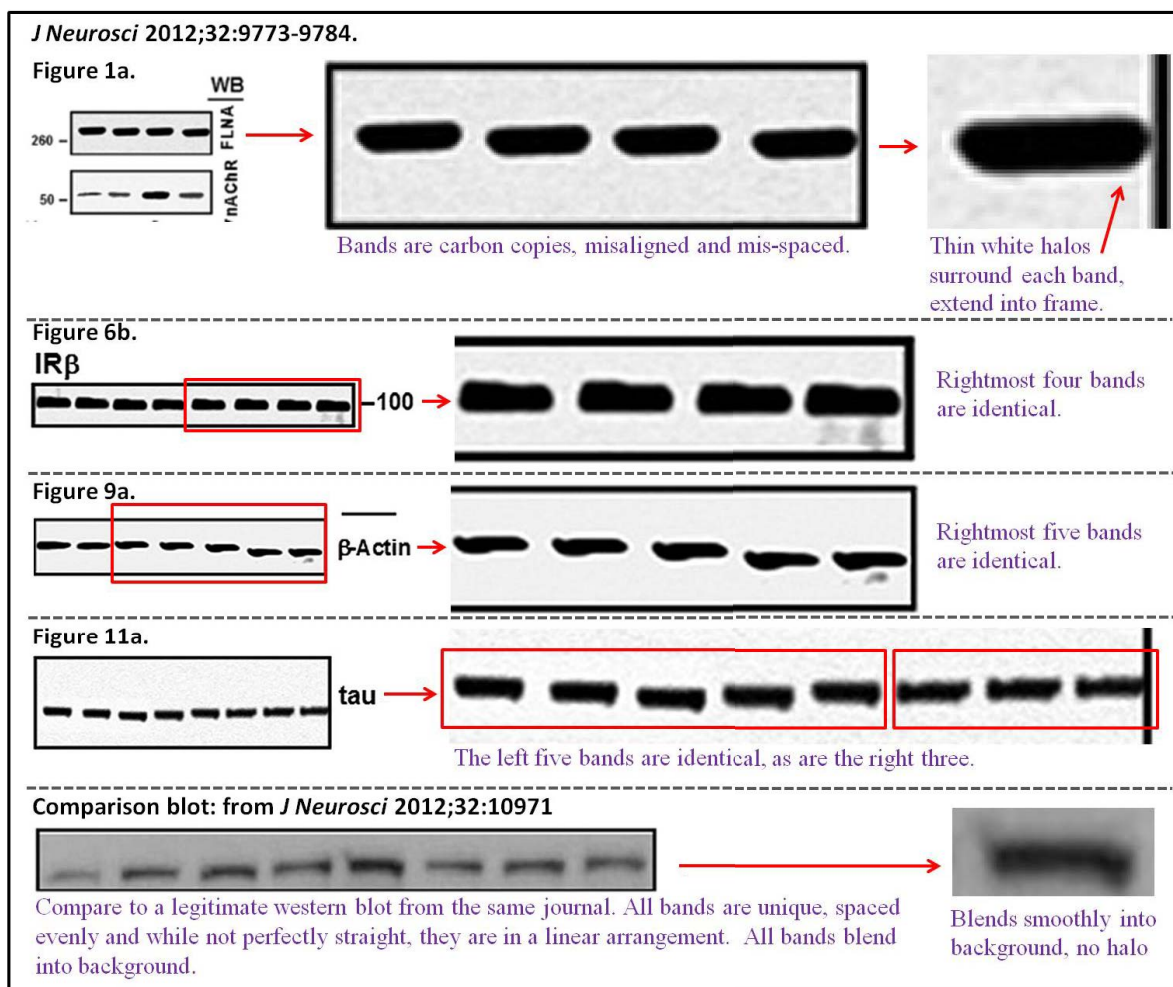 J Neurosci 2012;32:9773-9784.
Figure 1a.
WB
260 –
FLNA
50 –
nAChR
Bands are carbon copies, misaligned and mis-spaced.
Thin white halos
surround each band,
extend into frame.
Figure 6b.
IRβ
–100
Rightmost four bands
are identical.
Figure 9a.
β-Actin
Rightmost five bands
are identical.
Figure 11a.
tau
The left five bands are identical, as are the right three.
Comparison blot: from J Neurosci 2012;32:10971
Compare to a legitimate western blot from the same journal. All bands are unique, spaced
evenly and while not perfectly straight, they are in a linear arrangement.  All bands blend
into background.
Blends smoothly into
background, no halo